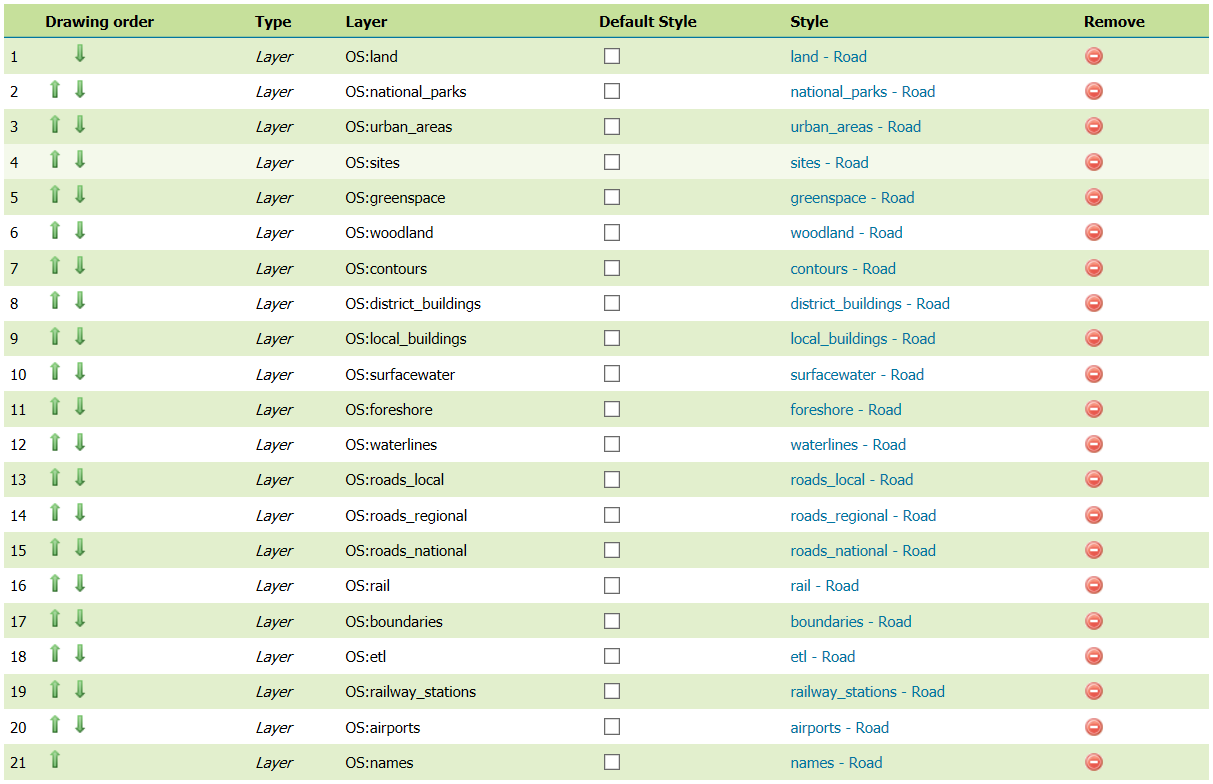 Drawing order Type Layer Default Style Style Remove
1 Layer OS:land land - Road
2 Layer OS:national_parks national_parks - Road
3 Layer OS:urban_areas urban_areas - Road
4 Layer OS:sites sites - Road
5 Layer OS:greenspace greenspace - Road
6 Layer OS:woodland woodland - Road
7 Layer OS:contours contours - Road
8 Layer OS:district_buildings district_buildings - Road
9 Layer OS:local_buildings local_buildings - Road
10 Layer OS:surfacewater surfacewater - Road
11 Layer OS:foreshore foreshore - Road
12 Layer OS:waterlines waterlines - Road
13 Layer OS:roads_local roads_local - Road
14 Layer OS:roads_regional roads_regional - Road
15 Layer OS:roads_national roads_national - Road
16 Layer OS:rail rail - Road
17 Layer OS:boundaries boundaries - Road
18 Layer OS:etl etl - Road
19 Layer OS:railway_stations railway_stations - Road
20 Layer OS:airports airports - Road
21 Layer OS:names names - Road